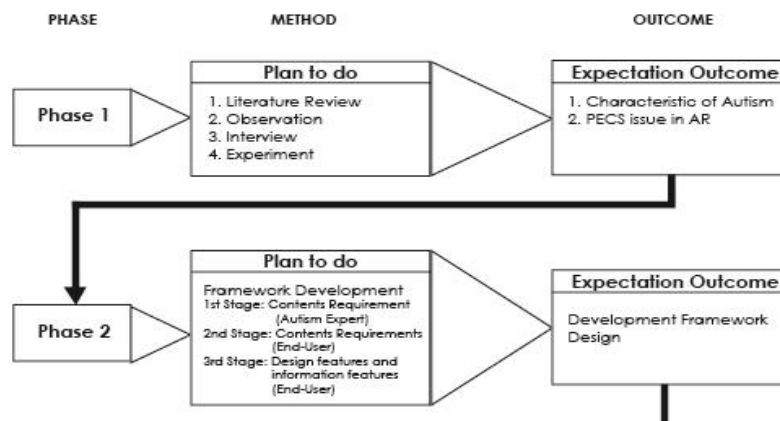 PHASE
METHOD
OUTCOME
Phase 1
Plan to do
1. Literature Review
2. Observation
3. Interview
4. Experiment
Expectation Outcome
1. Characteristic of Autism
2. PECS issue in AR
Phase 2
Plan to do
Framework Development
1st Stage: Contents Requirement
(Autism Expert)
2nd Stage: Contents Requirements
(End-User)
3rd Stage: Design features and
information features
(End-User)
Expectation Outcome
Development Framework
Design